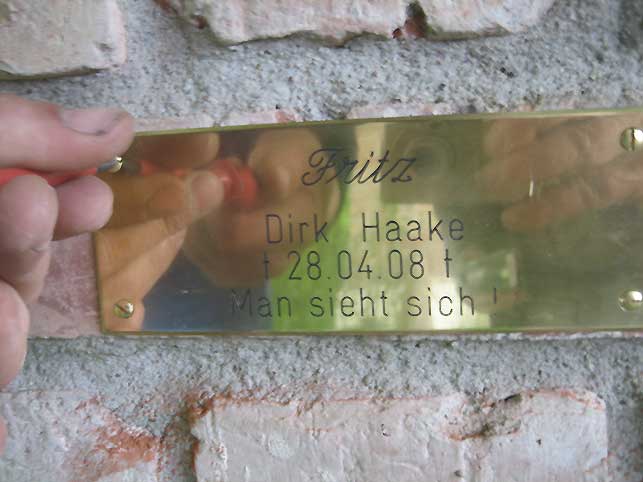 Fritz
Dirk Haake
† 28.04.08 †
Man sieht sich !